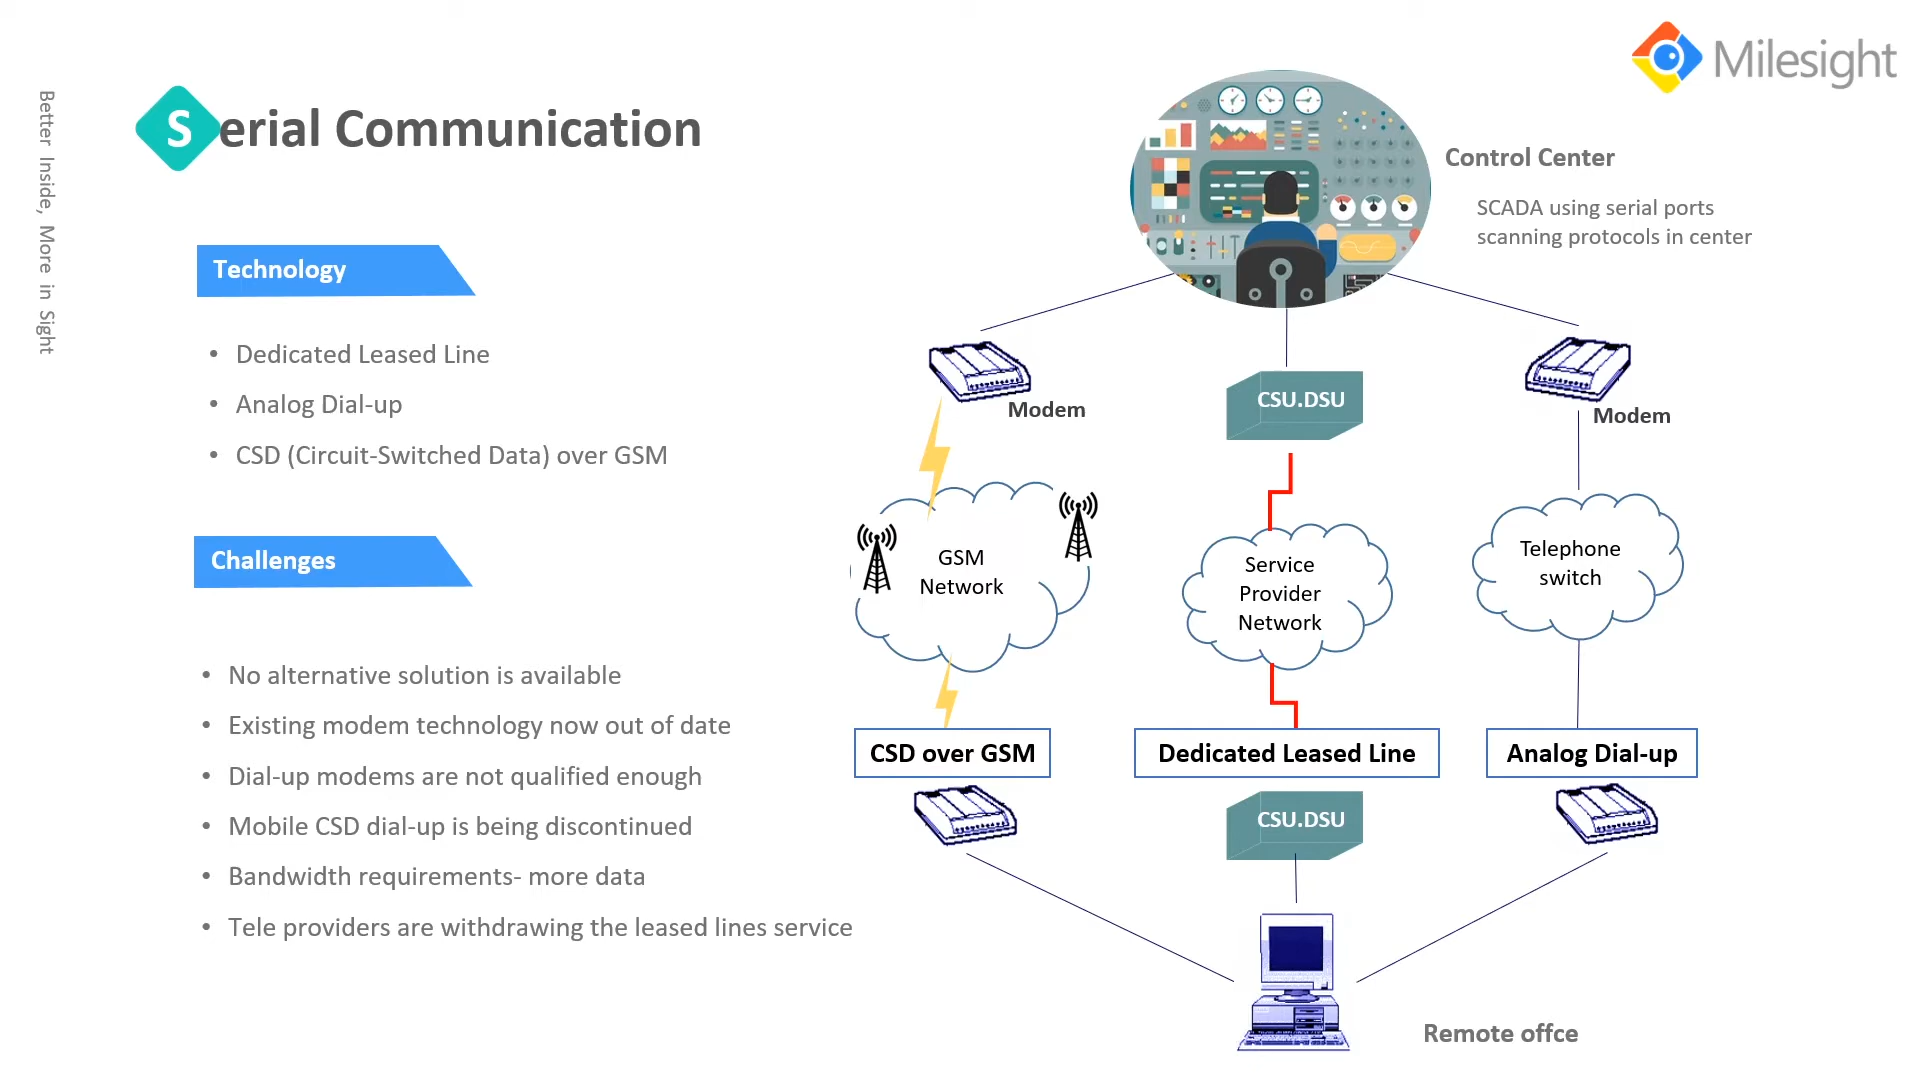 Milesight
Better Inside, More in Sight
Serial Communication
Technology
• Dedicated Leased Line
• Analog Dial-up
• CSD (Circuit-Switched Data) over GSM
Challenges
• No alternative solution is available
• Existing modem technology now out of date
• Dial-up modems are not qualified enough
• Mobile CSD dial-up is being discontinued
• Bandwidth requirements- more data
• Tele providers are withdrawing the leased lines service
Control Center
SCADA using serial ports
scanning protocols in center
Modem
CSU.DSU
Modem
GSM
Network
Service
Provider
Network
Telephone
switch
CSD over GSM
Dedicated Leased Line
Analog Dial-up
CSU.DSU
Remote offce